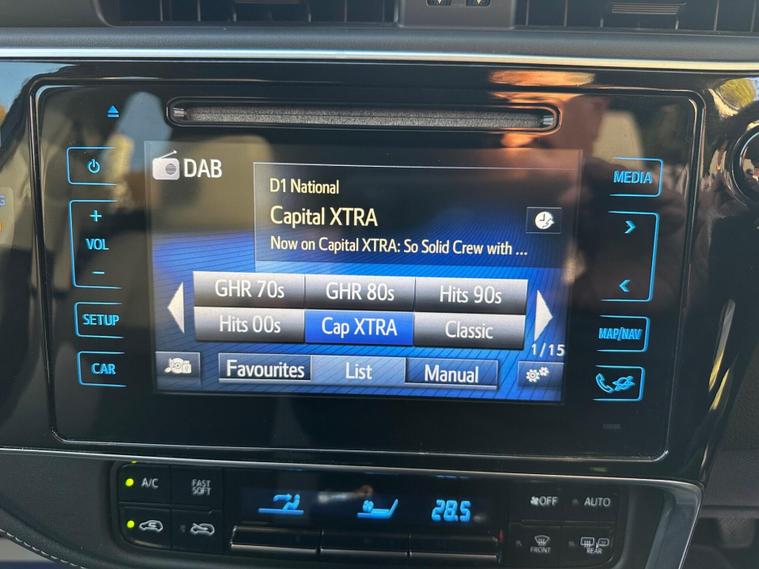 DAB
MEDIA
D1 National
Capital XTRA
Now on Capital XTRA: So Solid Crew with ...
+
VOL
−
GHR 70s GHR 80s Hits 90s
Hits 00s Cap XTRA Classic
1/15
SETUP
MAP/NAV
CAR
Favourites List Manual
A/C
FAST
SOFT
28.5
OFF
AUTO
FRONT
REAR